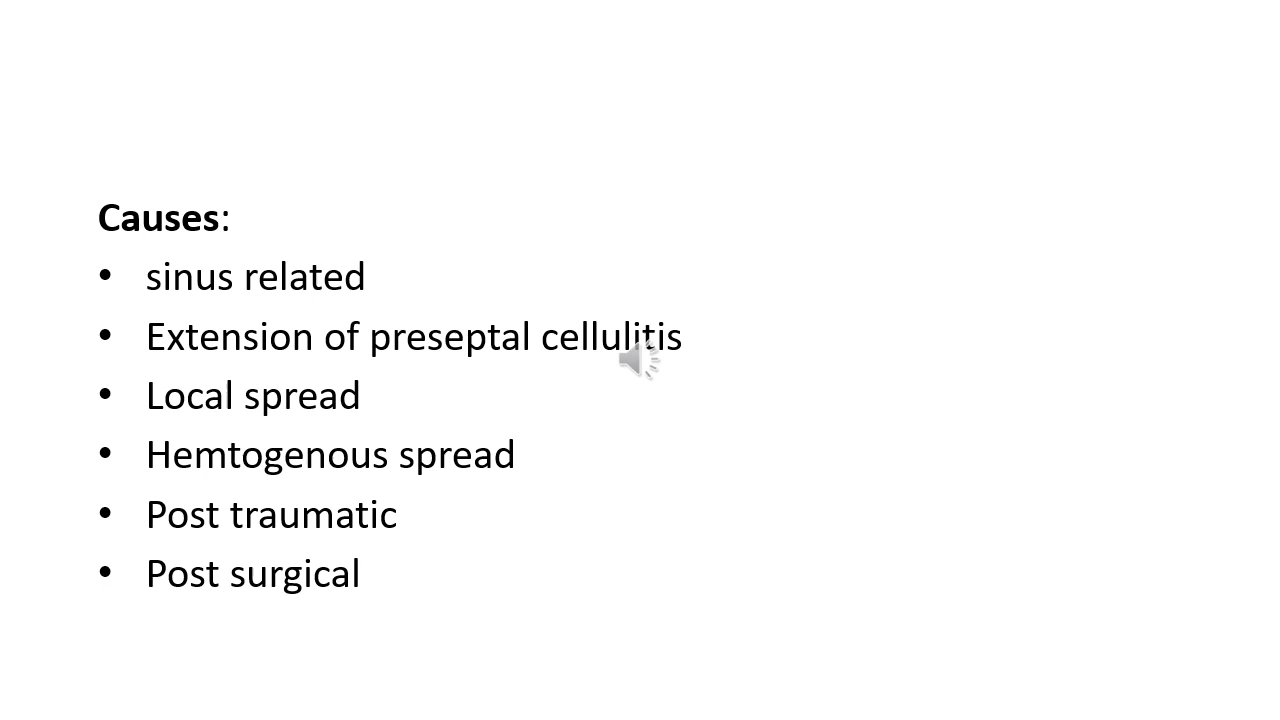 Causes:
• sinus related
• Extension of preseptal cellulitis
• Local spread
• Hemtogenous spread
• Post traumatic
• Post surgical